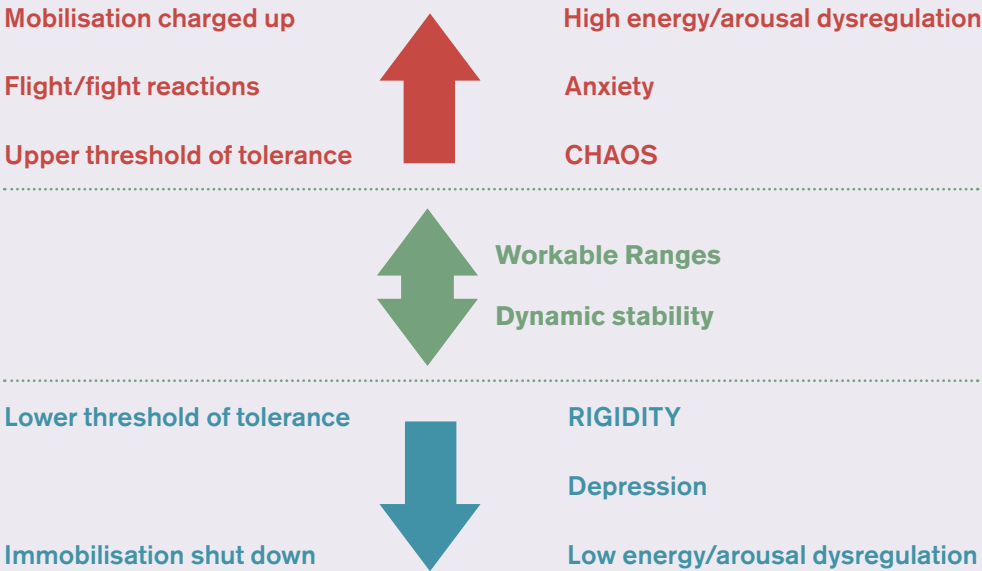 Mobilisation charged up
High energy/arousal dysregulation
Flight/fight reactions
Anxiety
Upper threshold of tolerance
CHAOS
Workable Ranges
Dynamic stability
Lower threshold of tolerance
RIGIDITY
Depression
Immobilisation shut down
Low energy/arousal dysregulation